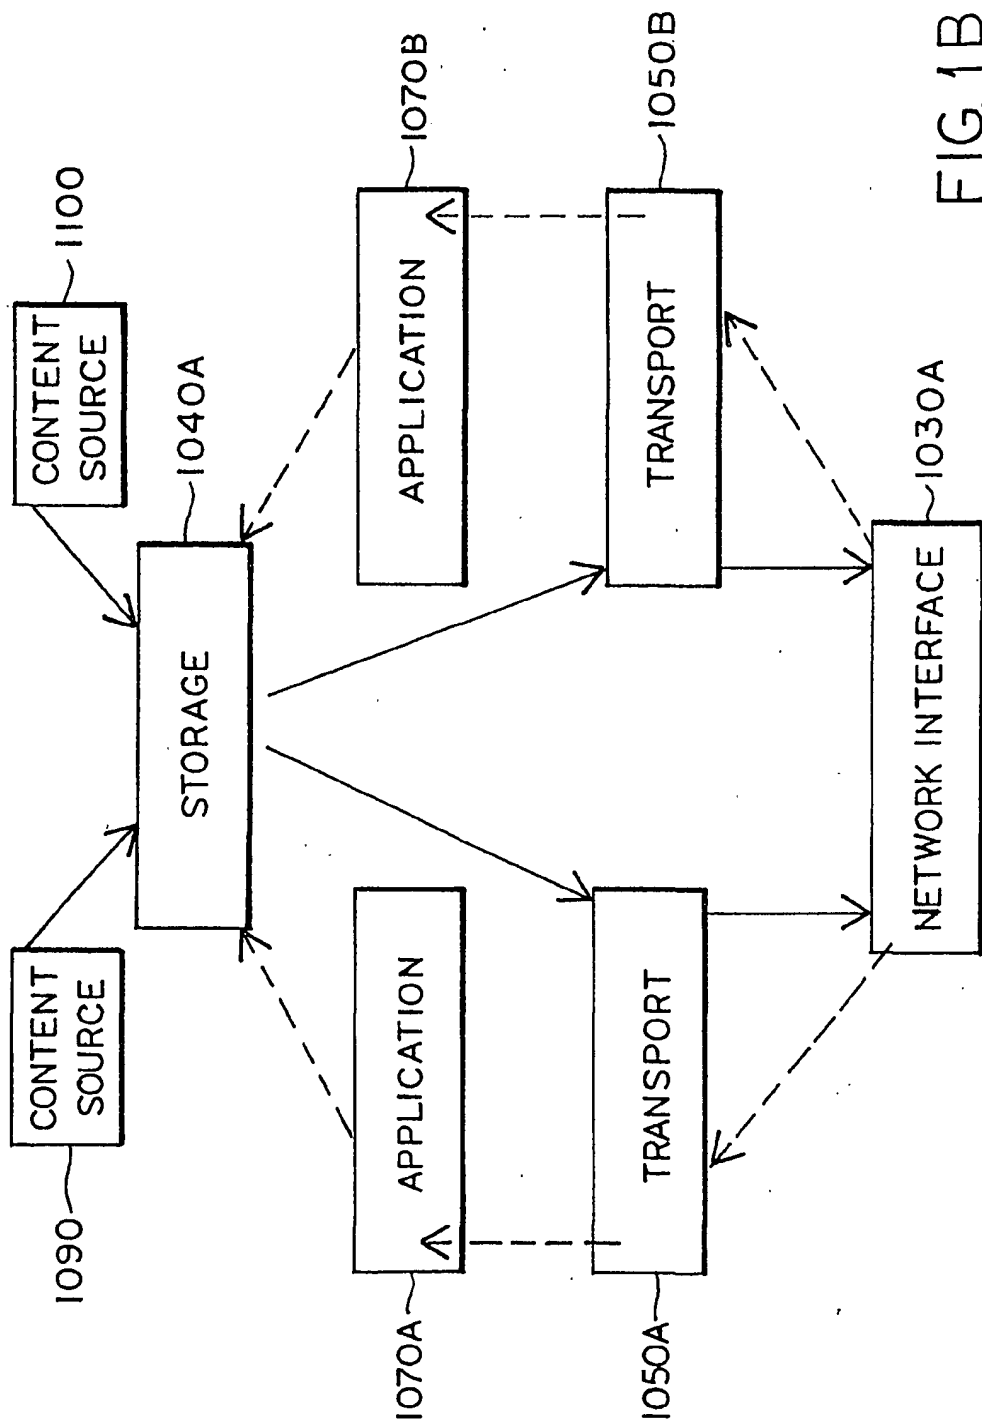 1090
CONTENT
SOURCE
CONTENT
SOURCE
1100
STORAGE
1040A
1070A
APPLICATION
APPLICATION
1070B
1050A
TRANSPORT
TRANSPORT
1050B
NETWORK INTERFACE
1030A
FIG. 1B